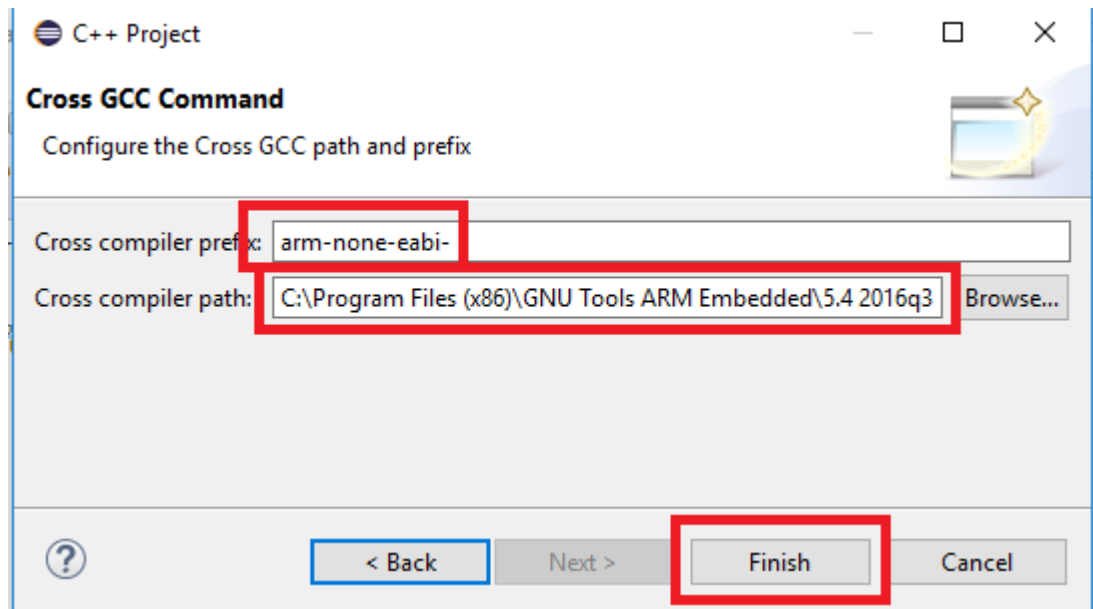 C++ Project
Cross GCC Command
Configure the Cross GCC path and prefix
Cross compiler prefix: arm-none-eabi-
Cross compiler path: C:\Program Files (x86)\GNU Tools ARM Embedded\5.4 2016q3 Browse...
? < Back Next > Finish Cancel